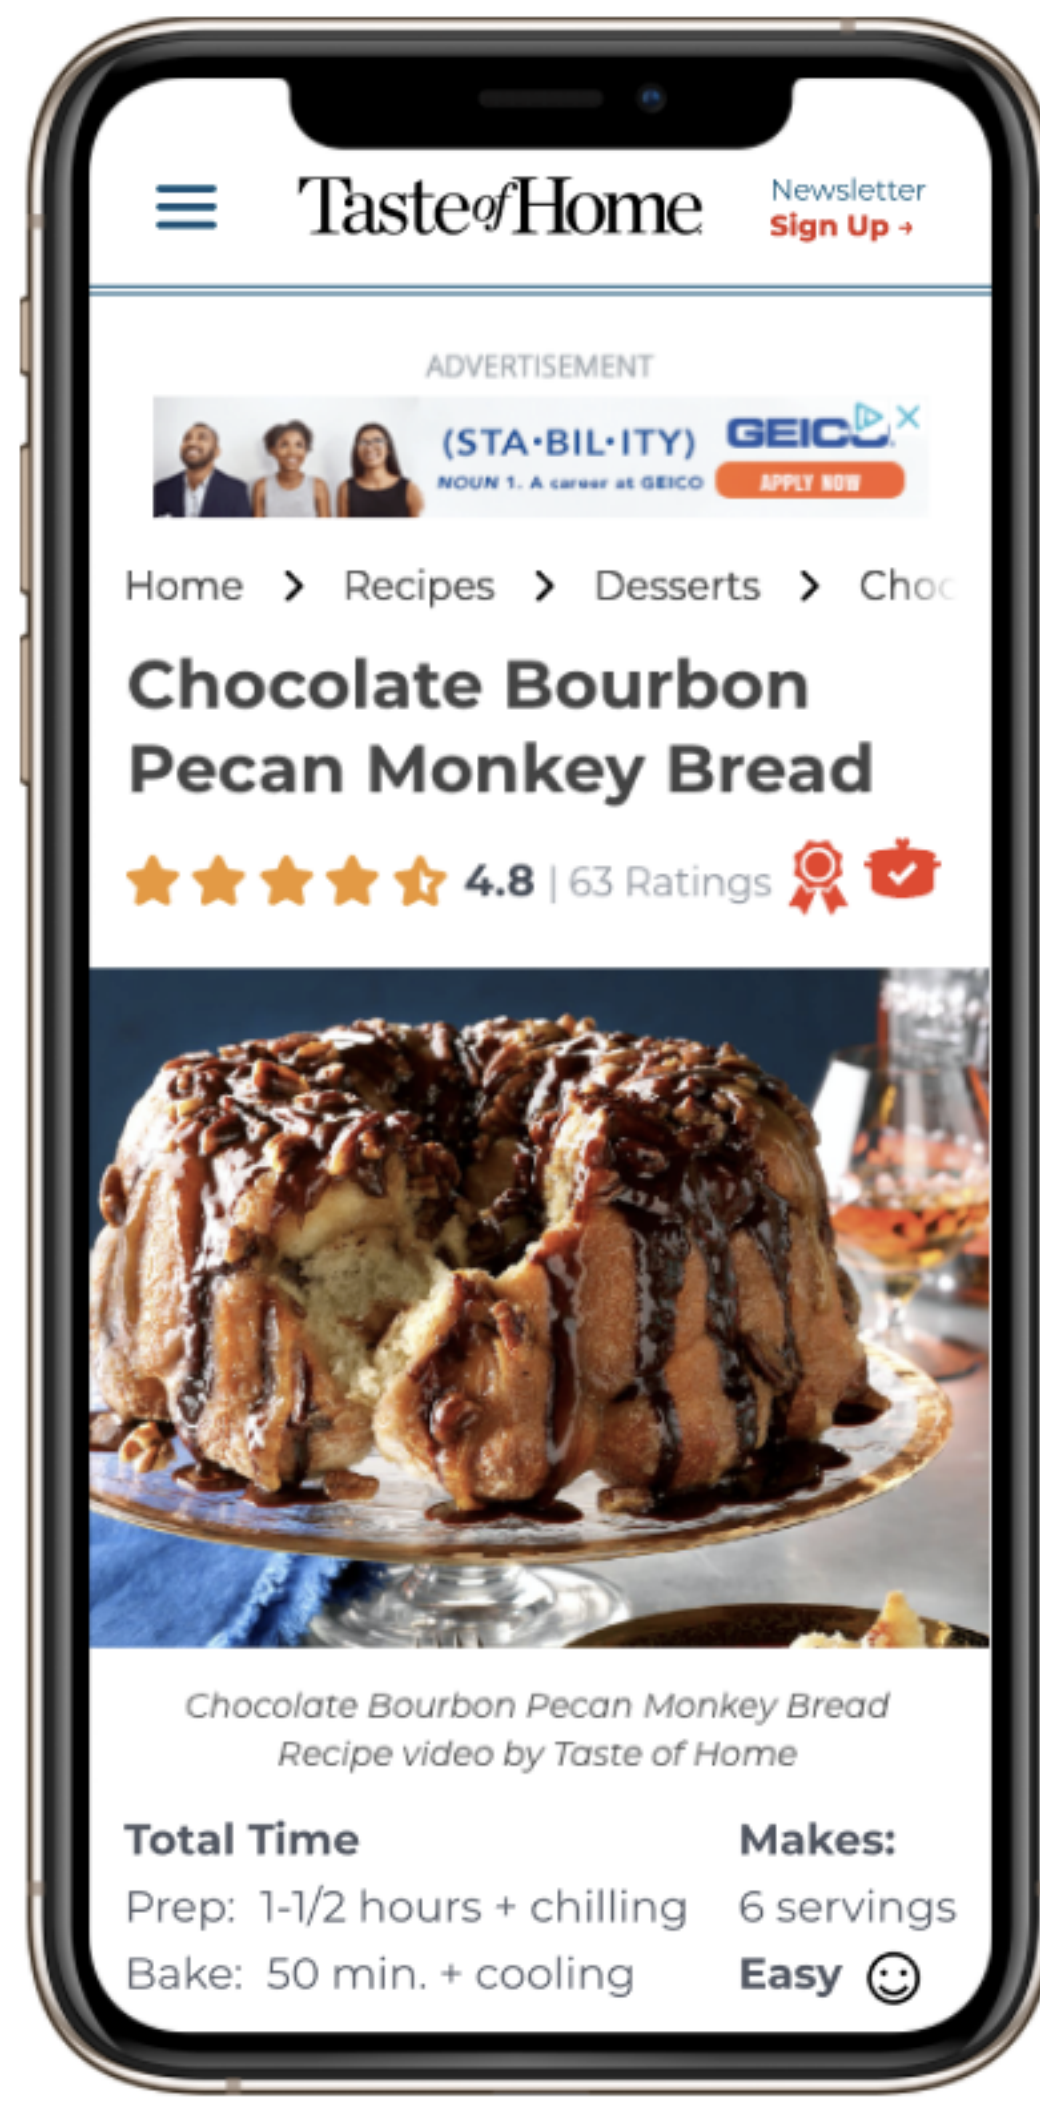 Taste of Home
Newsletter
Sign Up →
ADVERTISEMENT
(STA•BIL•ITY)
NOUN 1. A career at GEICO
GEICO
APPLY NOW
Home > Recipes > Desserts > Choc
Chocolate Bourbon
Pecan Monkey Bread
4.8 | 63 Ratings
Chocolate Bourbon Pecan Monkey Bread
Recipe video by Taste of Home
Total Time
Makes:
Prep: 1-1/2 hours + chilling
6 servings
Bake: 50 min. + cooling
Easy